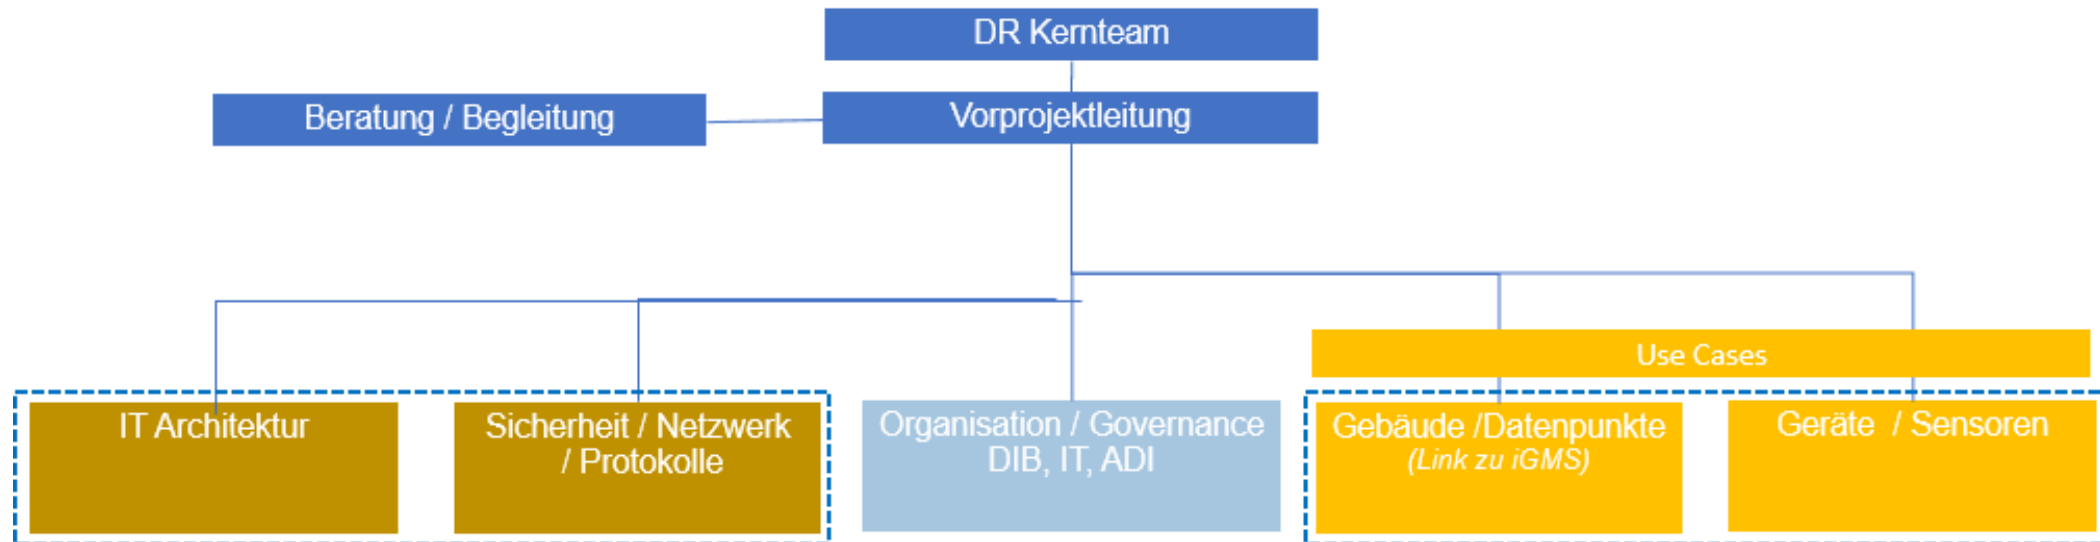 DR Kernteam
Beratung / Begleitung
Vorprojektleitung
Use Cases
IT Architektur
Sicherheit / Netzwerk
/ Protokolle
Organisation / Governance
DIB, IT, ADI
Gebäude /Datenpunkte
(Link zu iGMS)
Geräte / Sensoren